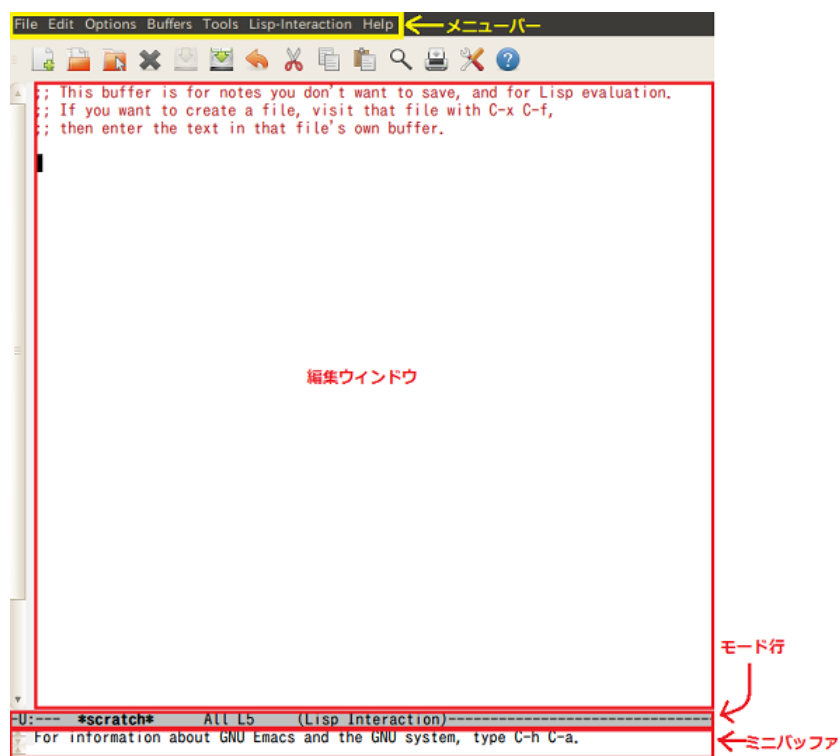 File Edit Options Buffers Tools Lisp-Interaction Help メニューバー
;; This buffer is for notes you don't want to save, and for Lisp evaluation.
;; If you want to create a file, visit that file with C-x C-f,
;; then enter the text in that file's own buffer.
編集ウィンドウ
モード行
-U:--- *scratch* All L5 (Lisp Interaction)--------------------------------
For information about GNU Emacs and the GNU system, type C-h C-a.
ミニバッファ